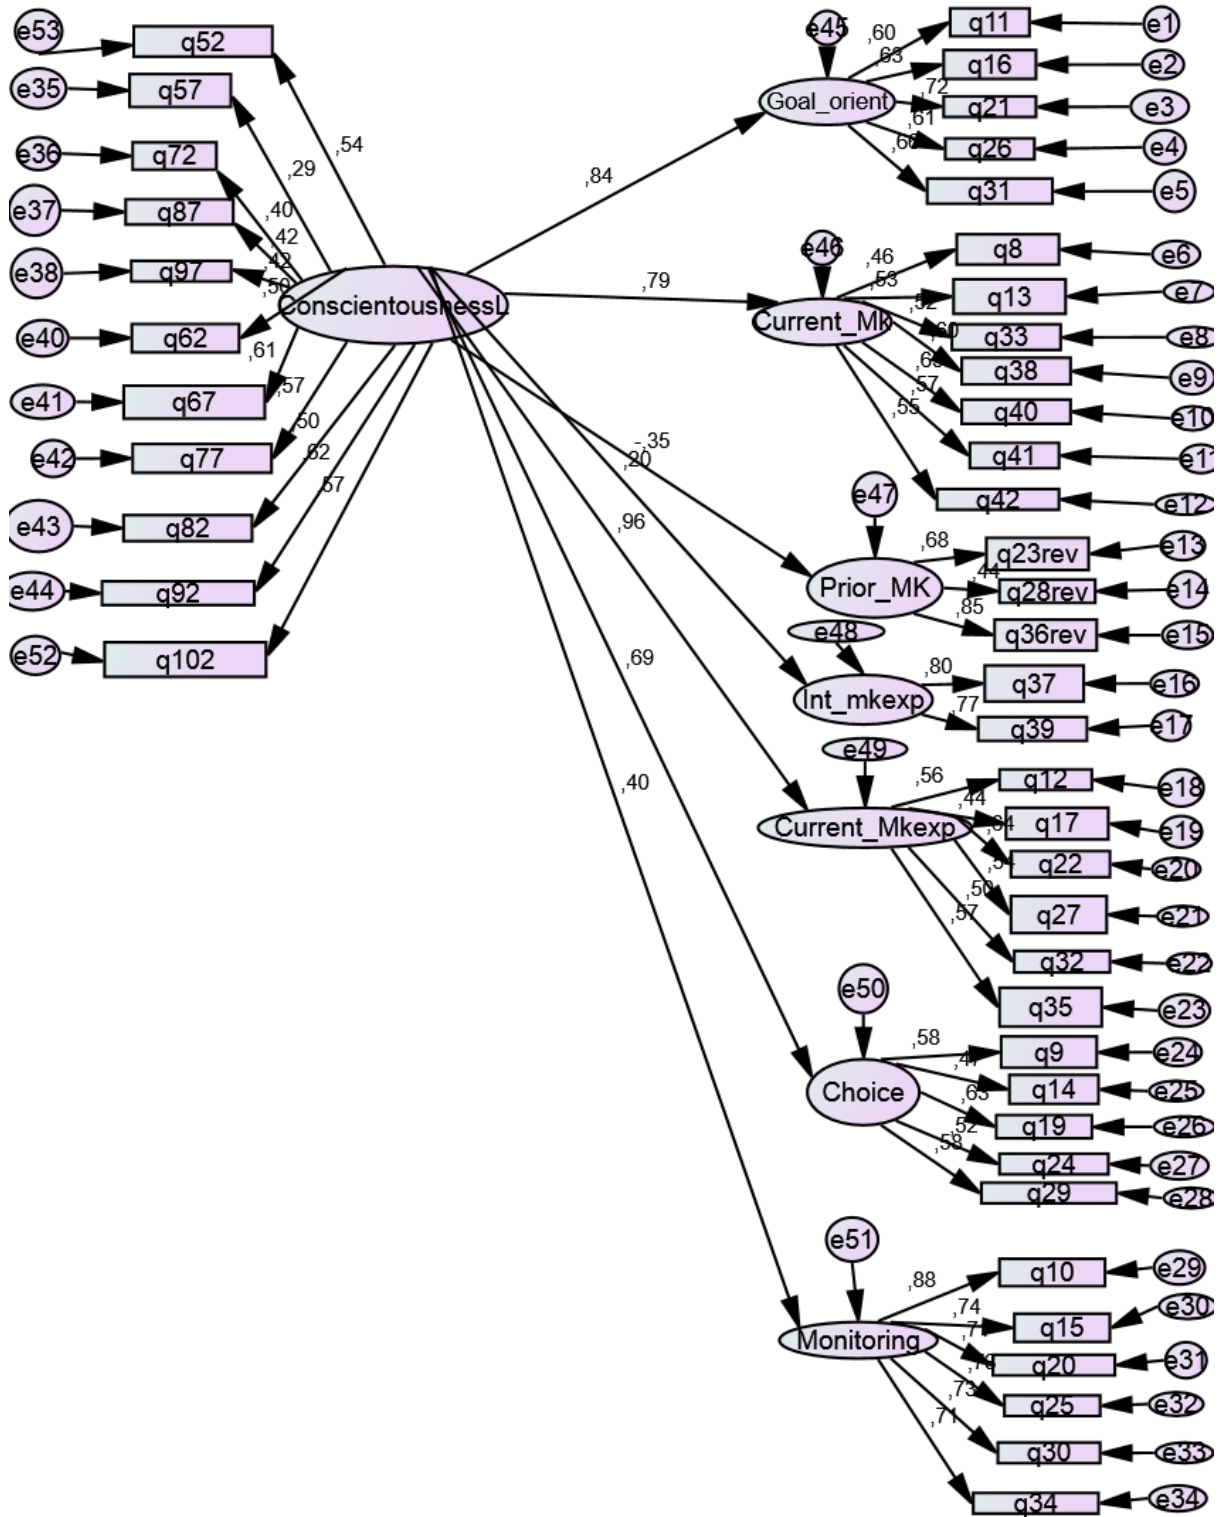 e53
q52
e35
q57
e36
q72
e37
q87
e38
q97
e40
q62
e41
q67
e42
q77
e43
q82
e44
q92
e52
q102
,54
,29
,40
,42
,42
,50
,61
,57
,50
,62
,57
ConscientoushessL
,84
,79
-,35
,20
,96
,69
,40
e45
Goal_orient
,60
,63
,72
,61
q11
e1
q16
e2
q21
e3
q26
e4
q31
e5
e46
Current_Mk
,46
,53
,52
,60
,57
,55
q8
e6
q13
e7
q33
e8
q38
e9
q40
e10
q41
e11
q42
e12
e47
Prior_MK
,68
,44
,85
q23rev
e13
q28rev
e14
q36rev
e15
e48
Int_mkexp
,80
,77
q37
e16
q39
e17
e49
Current_Mkexp
,56
,44
,64
,54
,50
,57
q12
e18
q17
e19
q22
e20
q27
e21
q32
e22
q35
e23
e50
Choice
,58
,47
,63
,52
,58
q9
e24
q14
e25
q19
e26
q24
e27
q29
e28
e51
Monitoring
,88
,74
,73
,71
q10
e29
q15
e30
q20
e31
q25
e32
q30
e33
q34
e34